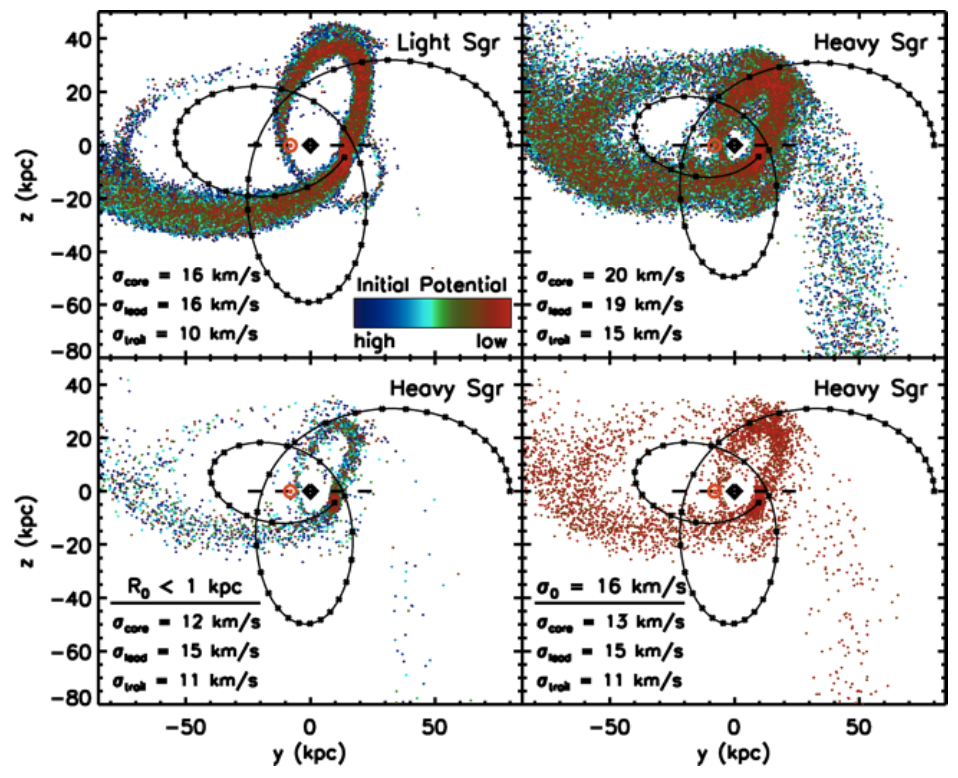 Light Sgr
40
20
0
−20
−40
−60
−80
z (kpc)
σcore = 16 km/s
σlead = 16 km/s
σtrail = 10 km/s
Initial Potential
high low
Heavy Sgr
σcore = 20 km/s
σlead = 19 km/s
σtrail = 15 km/s
Heavy Sgr
40
20
0
−20
−40
−60
−80
z (kpc)
R0 < 1 kpc
σcore = 12 km/s
σlead = 15 km/s
σtrail = 11 km/s
−50 0 50
y (kpc)
Heavy Sgr
σ0 = 16 km/s
σcore = 13 km/s
σlead = 15 km/s
σtrail = 11 km/s
−50 0 50
y (kpc)